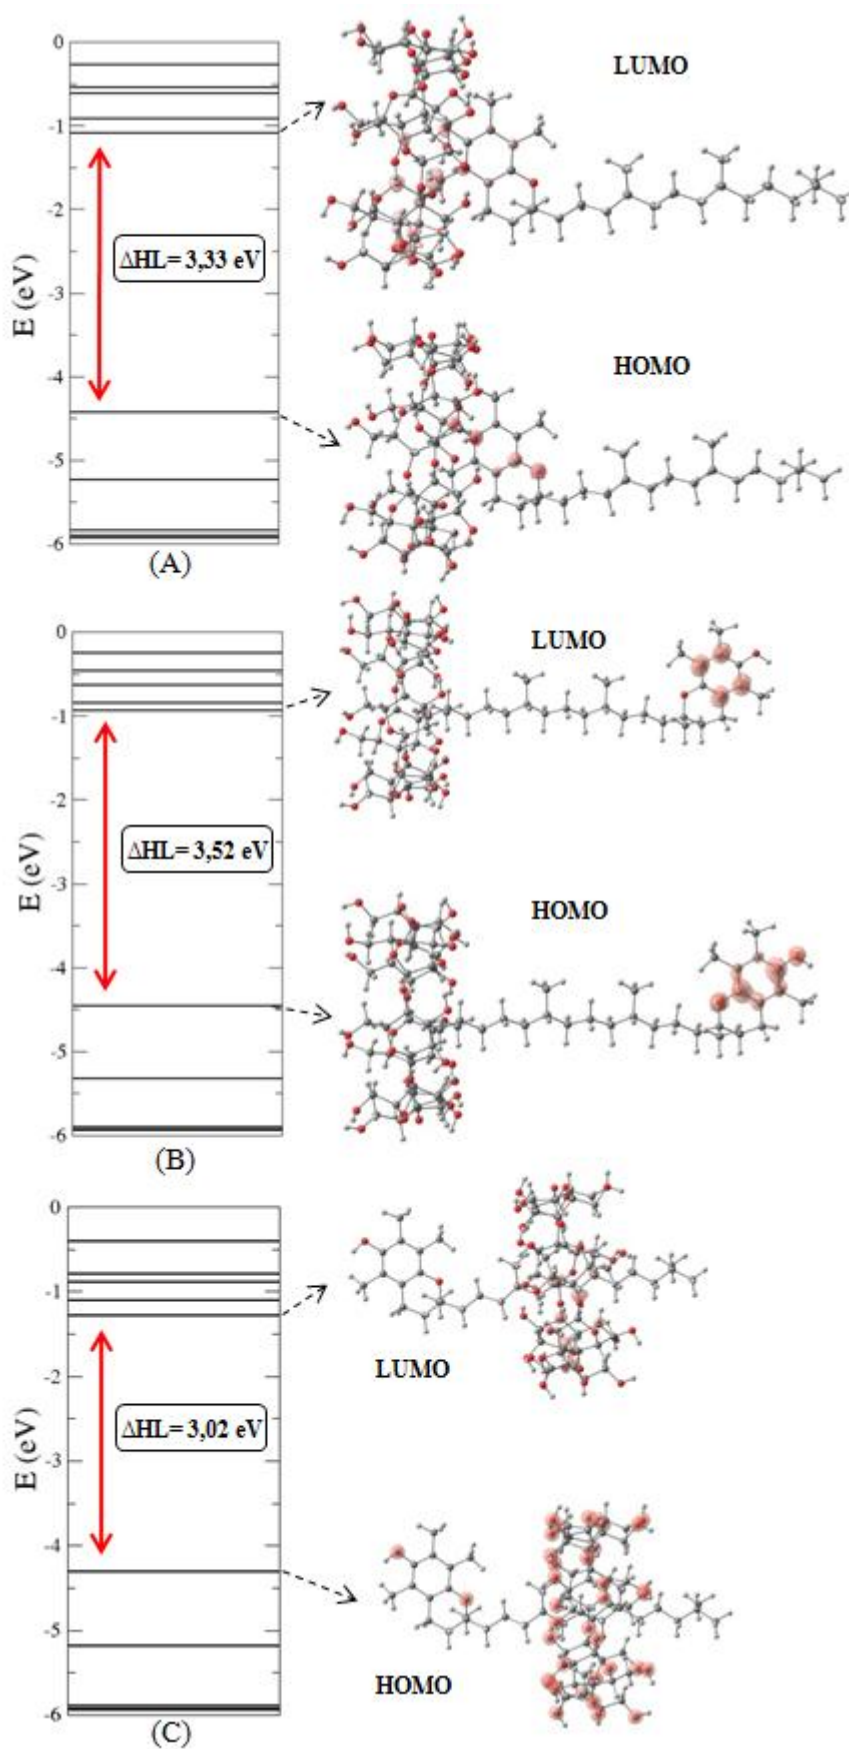 0
-1
-2
-3
-4
-5
-6
E (eV)
ΔHL= 3,33 eV
LUMO
HOMO
(A)
0
-1
-2
-3
-4
-5
-6
E (eV)
ΔHL= 3,52 eV
LUMO
HOMO
(B)
0
-1
-2
-3
-4
-5
-6
E (eV)
ΔHL= 3,02 eV
LUMO
HOMO
(C)